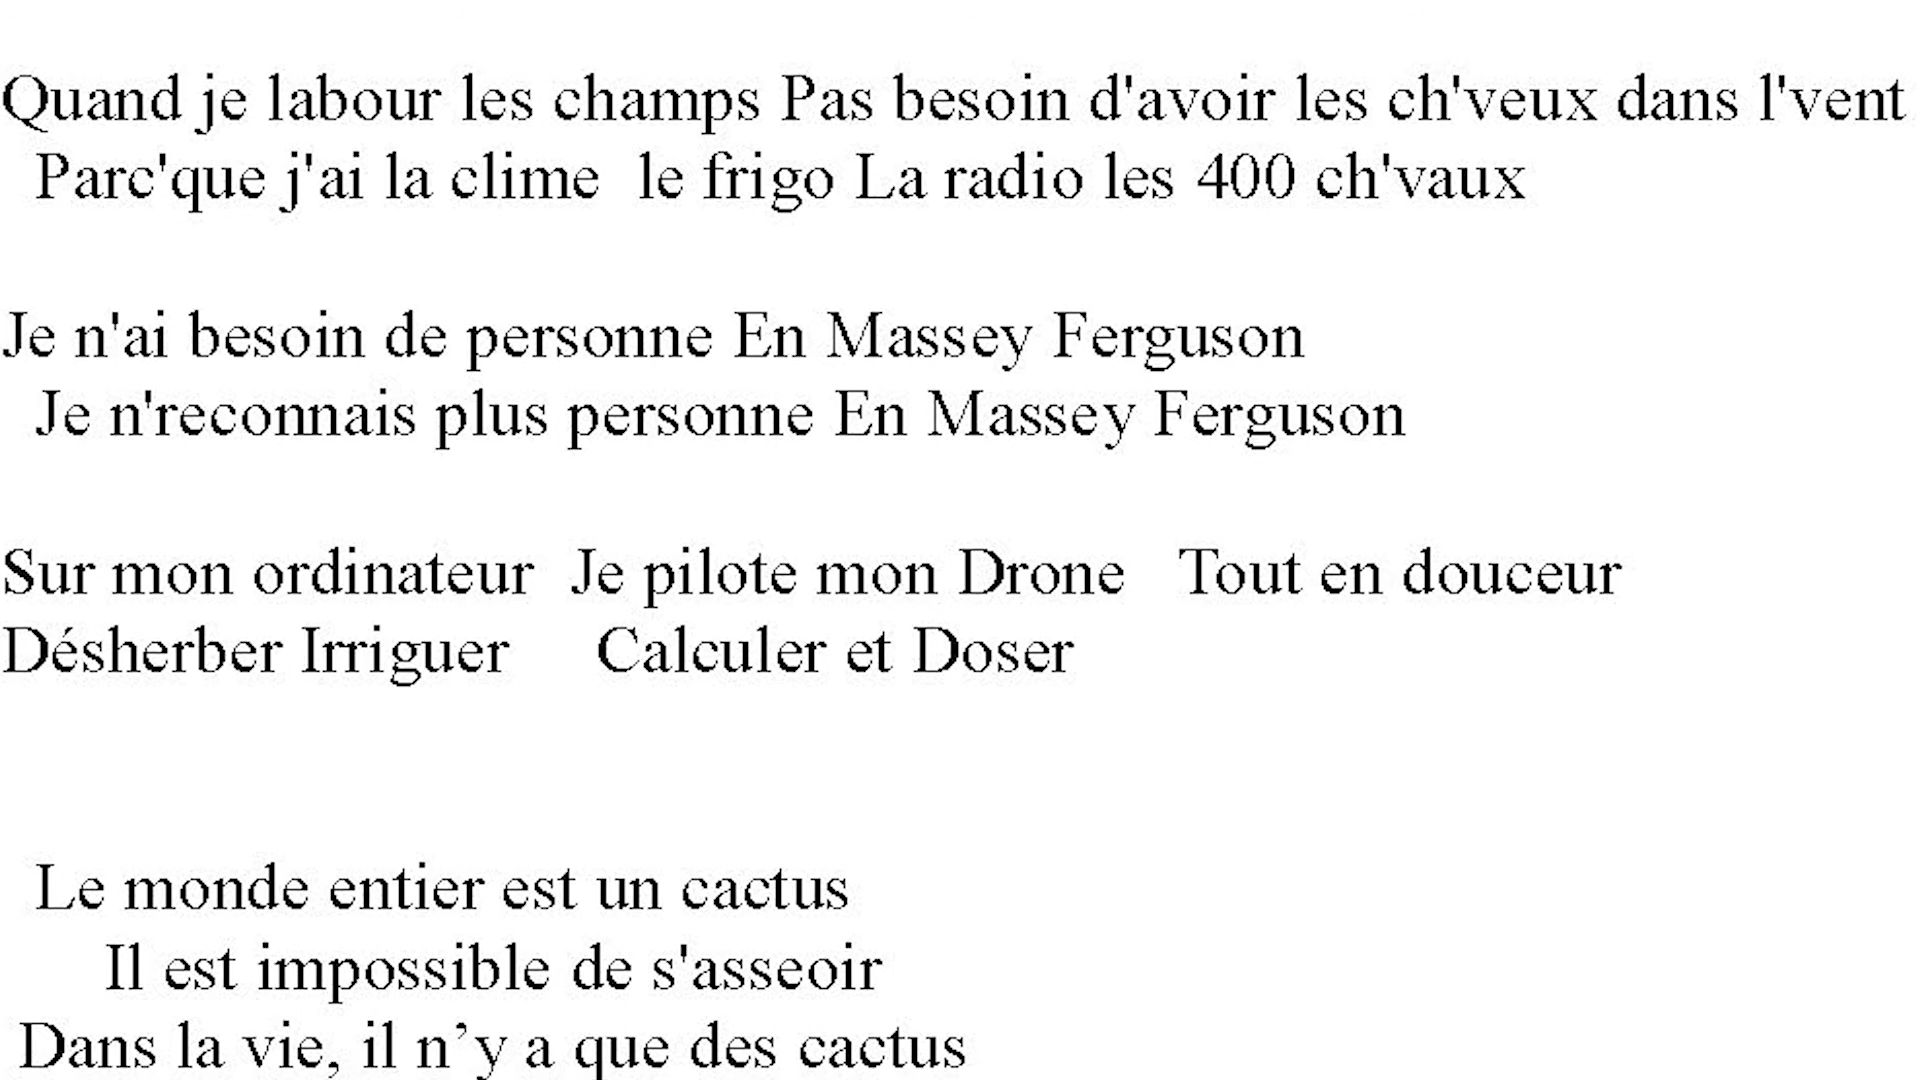 Quand je labour les champs Pas besoin d'avoir les ch'veux dans l'vent
Parc'que j'ai la clime le frigo La radio les 400 ch'vaux
Je n'ai besoin de personne En Massey Ferguson
Je n'reconnais plus personne En Massey Ferguson
Sur mon ordinateur Je pilote mon Drone Tout en douceur
Désherber Irriguer Calculer et Doser
Le monde entier est un cactus
Il est impossible de s'asseoir
Dans la vie, il n’y a que des cactus